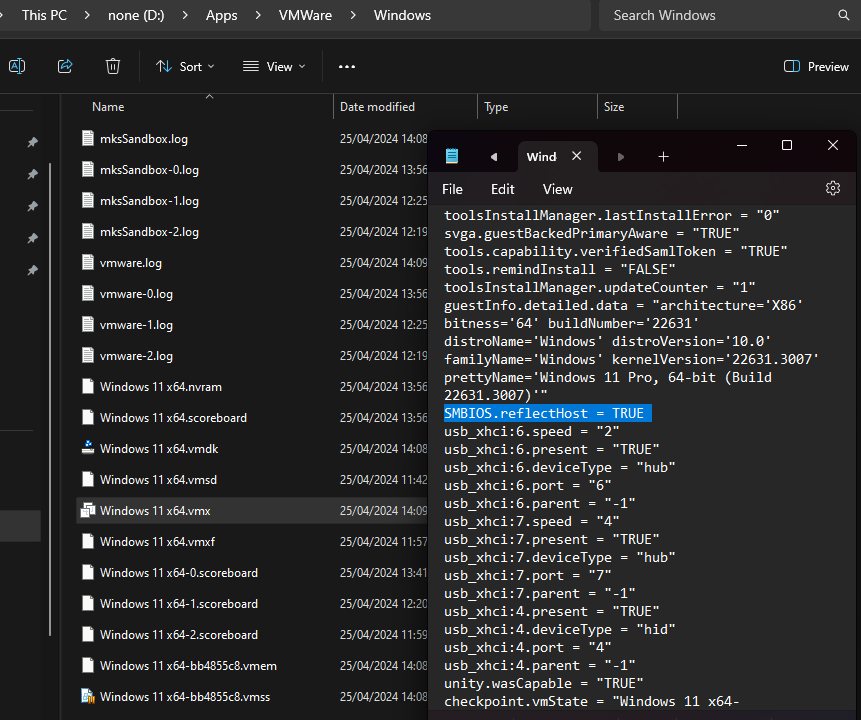 This PC > none (D:) > Apps > VMWare > Windows
Search Windows
Sort
View
Preview
Name
Date modified
Type
Size
mksSandbox.log 25/04/2024 14:08
mksSandbox-0.log 25/04/2024 13:56
mksSandbox-1.log 25/04/2024 12:25
mksSandbox-2.log 25/04/2024 12:19
vmware.log 25/04/2024 14:09
vmware-0.log 25/04/2024 13:56
vmware-1.log 25/04/2024 12:25
vmware-2.log 25/04/2024 12:19
Windows 11 x64.nvram 25/04/2024 13:56
Windows 11 x64.scoreboard 25/04/2024 13:56
Windows 11 x64.vmdk 25/04/2024 14:08
Windows 11 x64.vmsd 25/04/2024 11:42
Windows 11 x64.vmx 25/04/2024 14:09
Windows 11 x64.vmxf 25/04/2024 11:57
Windows 11 x64-0.scoreboard 25/04/2024 13:41
Windows 11 x64-1.scoreboard 25/04/2024 12:20
Windows 11 x64-2.scoreboard 25/04/2024 11:59
Windows 11 x64-bb4855c8.vmem 25/04/2024 14:08
Windows 11 x64-bb4855c8.vmss 25/04/2024 14:08
Wind
File
Edit
View
toolsInstallManager.lastInstallError = "0"
svga.guestBackedPrimaryAware = "TRUE"
tools.capability.verifiedSamlToken = "TRUE"
tools.remindInstall = "FALSE"
toolsInstallManager.updateCounter = "1"
guestInfo.detailed.data = "architecture='X86'
bitness='64' buildNumber='22631'
distroName='Windows' distroVersion='10.0'
familyName='Windows' kernelVersion='22631.3007'
prettyName='Windows 11 Pro, 64-bit (Build
22631.3007)'"
SMBIOS.reflectHost = TRUE
usb_xhci:6.speed = "2"
usb_xhci:6.present = "TRUE"
usb_xhci:6.deviceType = "hub"
usb_xhci:6.port = "6"
usb_xhci:6.parent = "-1"
usb_xhci:7.speed = "4"
usb_xhci:7.present = "TRUE"
usb_xhci:7.deviceType = "hub"
usb_xhci:7.port = "7"
usb_xhci:7.parent = "-1"
usb_xhci:4.present = "TRUE"
usb_xhci:4.deviceType = "hid"
usb_xhci:4.port = "4"
usb_xhci:4.parent = "-1"
unity.wasCapable = "TRUE"
checkpoint.vmState = "Windows 11 x64-